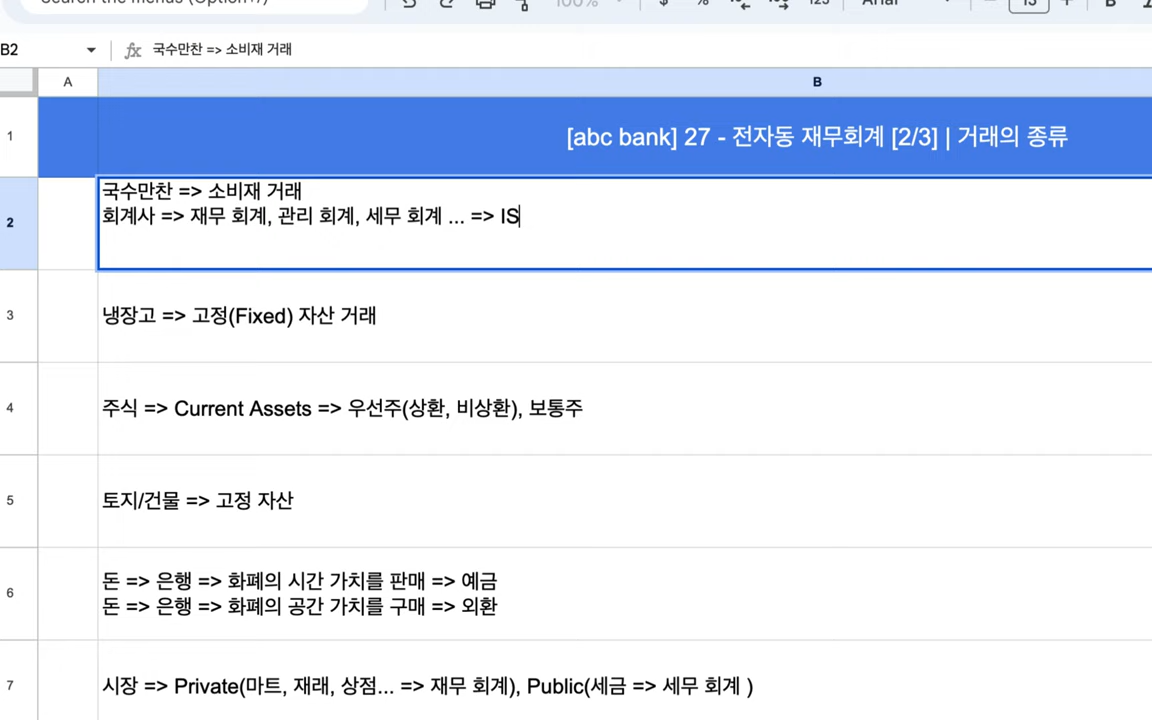 B2
fx 국수만찬 => 소비재 거래
A
B
1
[abc bank] 27 - 전자동 재무회계 [2/3] | 거래의 종류
2
국수만찬 => 소비재 거래
회계사 => 재무 회계, 관리 회계, 세무 회계 ... => IS
3
냉장고 => 고정(Fixed) 자산 거래
4
주식 => Current Assets => 우선주(상환, 비상환), 보통주
5
토지/건물 => 고정 자산
6
돈 => 은행 => 화폐의 시간 가치를 판매 => 예금
돈 => 은행 => 화폐의 공간 가치를 구매 => 외환
7
시장 => Private(마트, 재래, 상점... => 재무 회계), Public(세금 => 세무 회계 )